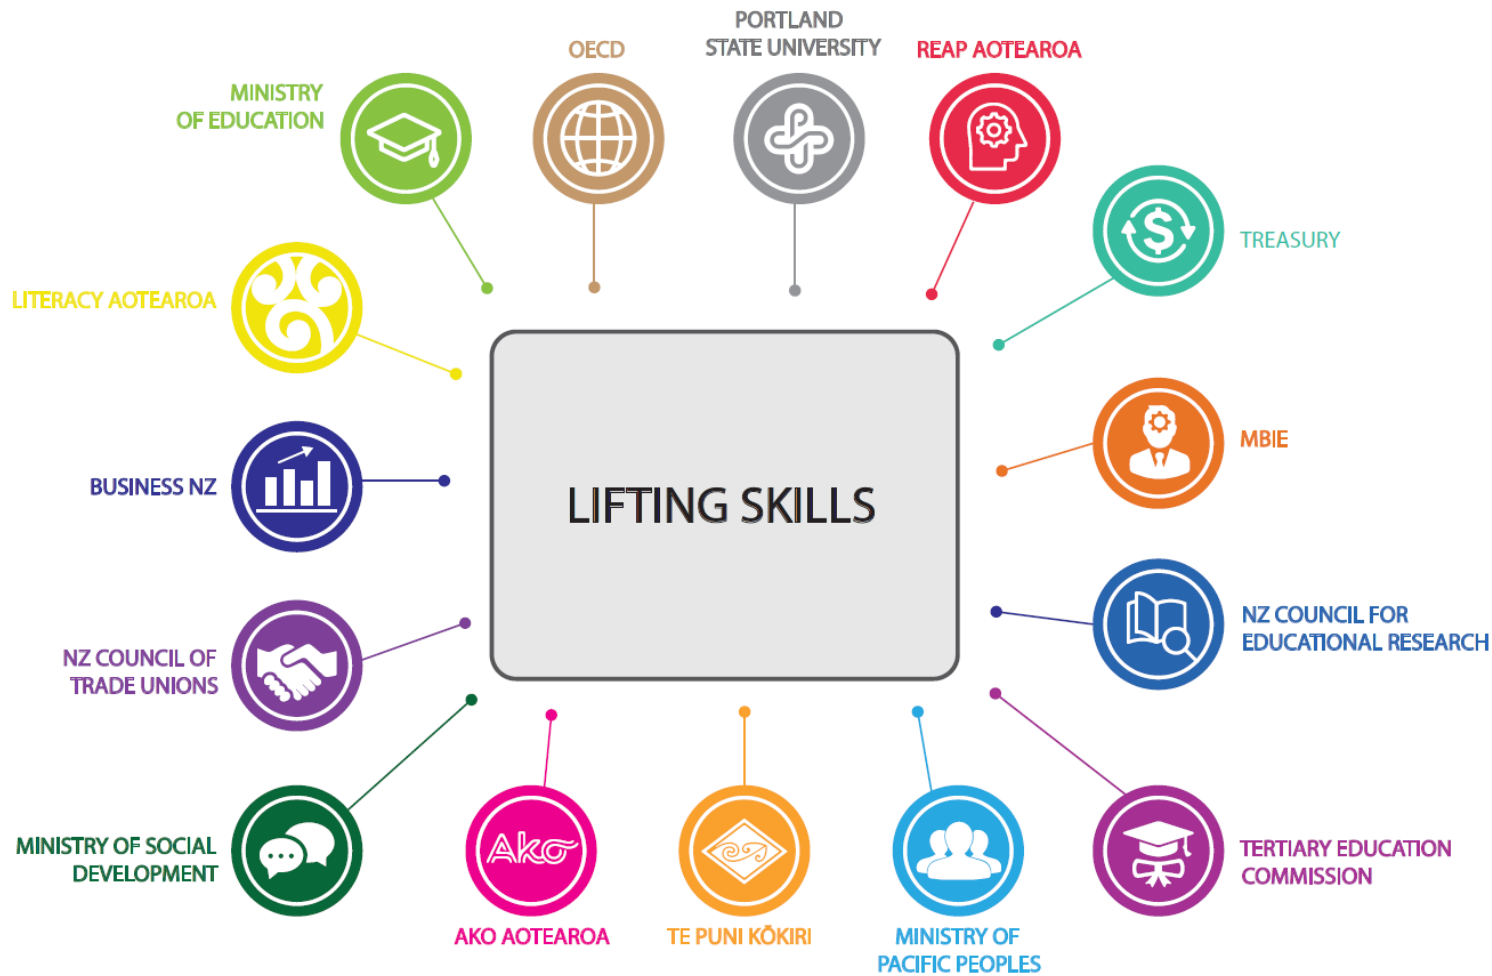 PORTLAND
STATE UNIVERSITY
OECD
REAP AOTEAROA
MINISTRY
OF EDUCATION
TREASURY
LITERACY AOTEAROA
MBIE
BUSINESS NZ
LIFTING SKILLS
NZ COUNCIL FOR
EDUCATIONAL RESEARCH
NZ COUNCIL OF
TRADE UNIONS
MINISTRY OF SOCIAL
DEVELOPMENT
Ako
TERTIARY EDUCATION
COMMISSION
AKO AOTEAROA
TE PUNI KŌKIRI
MINISTRY OF
PACIFIC PEOPLES
$